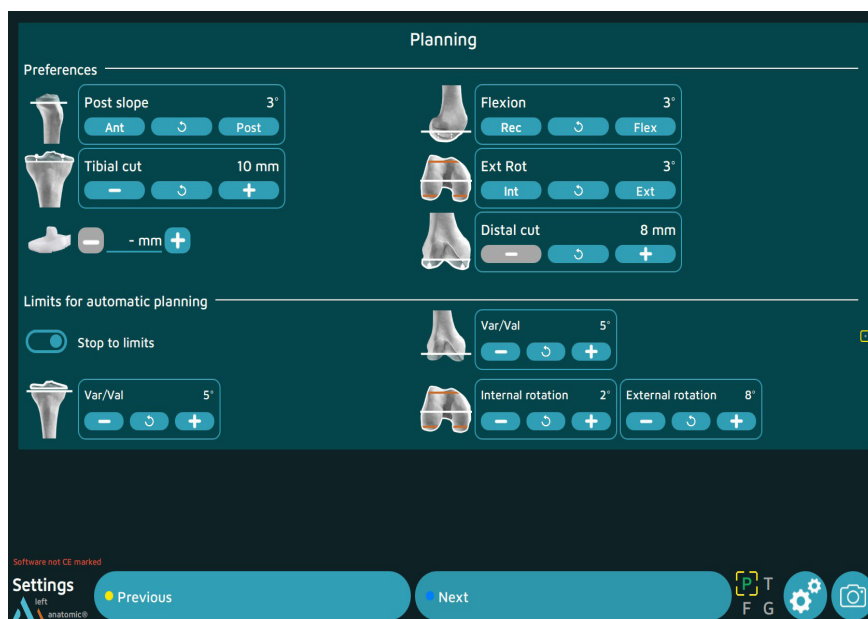 Planning
Preferences
Post slope 3°
Ant Post
Tibial cut 10 mm
- mm
Flexion 3°
Rec Flex
Ext Rot 3°
Int Ext
Distal cut 8 mm
Limits for automatic planning
Stop to limits
Var/Val 5°
Var/Val 5°
Internal rotation 2°
External rotation 8°
Software not CE marked
Settings
left
anatomic®
Previous
Next
P T
F G